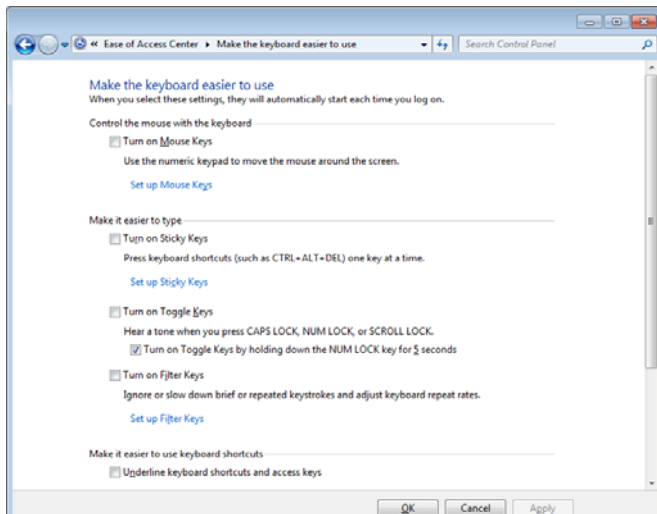 « Ease of Access Center ▸ Make the keyboard easier to use
Search Control Panel
Make the keyboard easier to use
When you select these settings, they will automatically start each time you log on.
Control the mouse with the keyboard
Turn on Mouse Keys
Use the numeric keypad to move the mouse around the screen.
Set up Mouse Keys
Make it easier to type
Turn on Sticky Keys
Press keyboard shortcuts (such as CTRL+ALT+DEL) one key at a time.
Set up Sticky Keys
Turn on Toggle Keys
Hear a tone when you press CAPS LOCK, NUM LOCK, or SCROLL LOCK.
Turn on Toggle Keys by holding down the NUM LOCK key for 5 seconds
Turn on Filter Keys
Ignore or slow down brief or repeated keystrokes and adjust keyboard repeat rates.
Set up Filter Keys
Make it easier to use keyboard shortcuts
Underline keyboard shortcuts and access keys
OK Cancel Apply